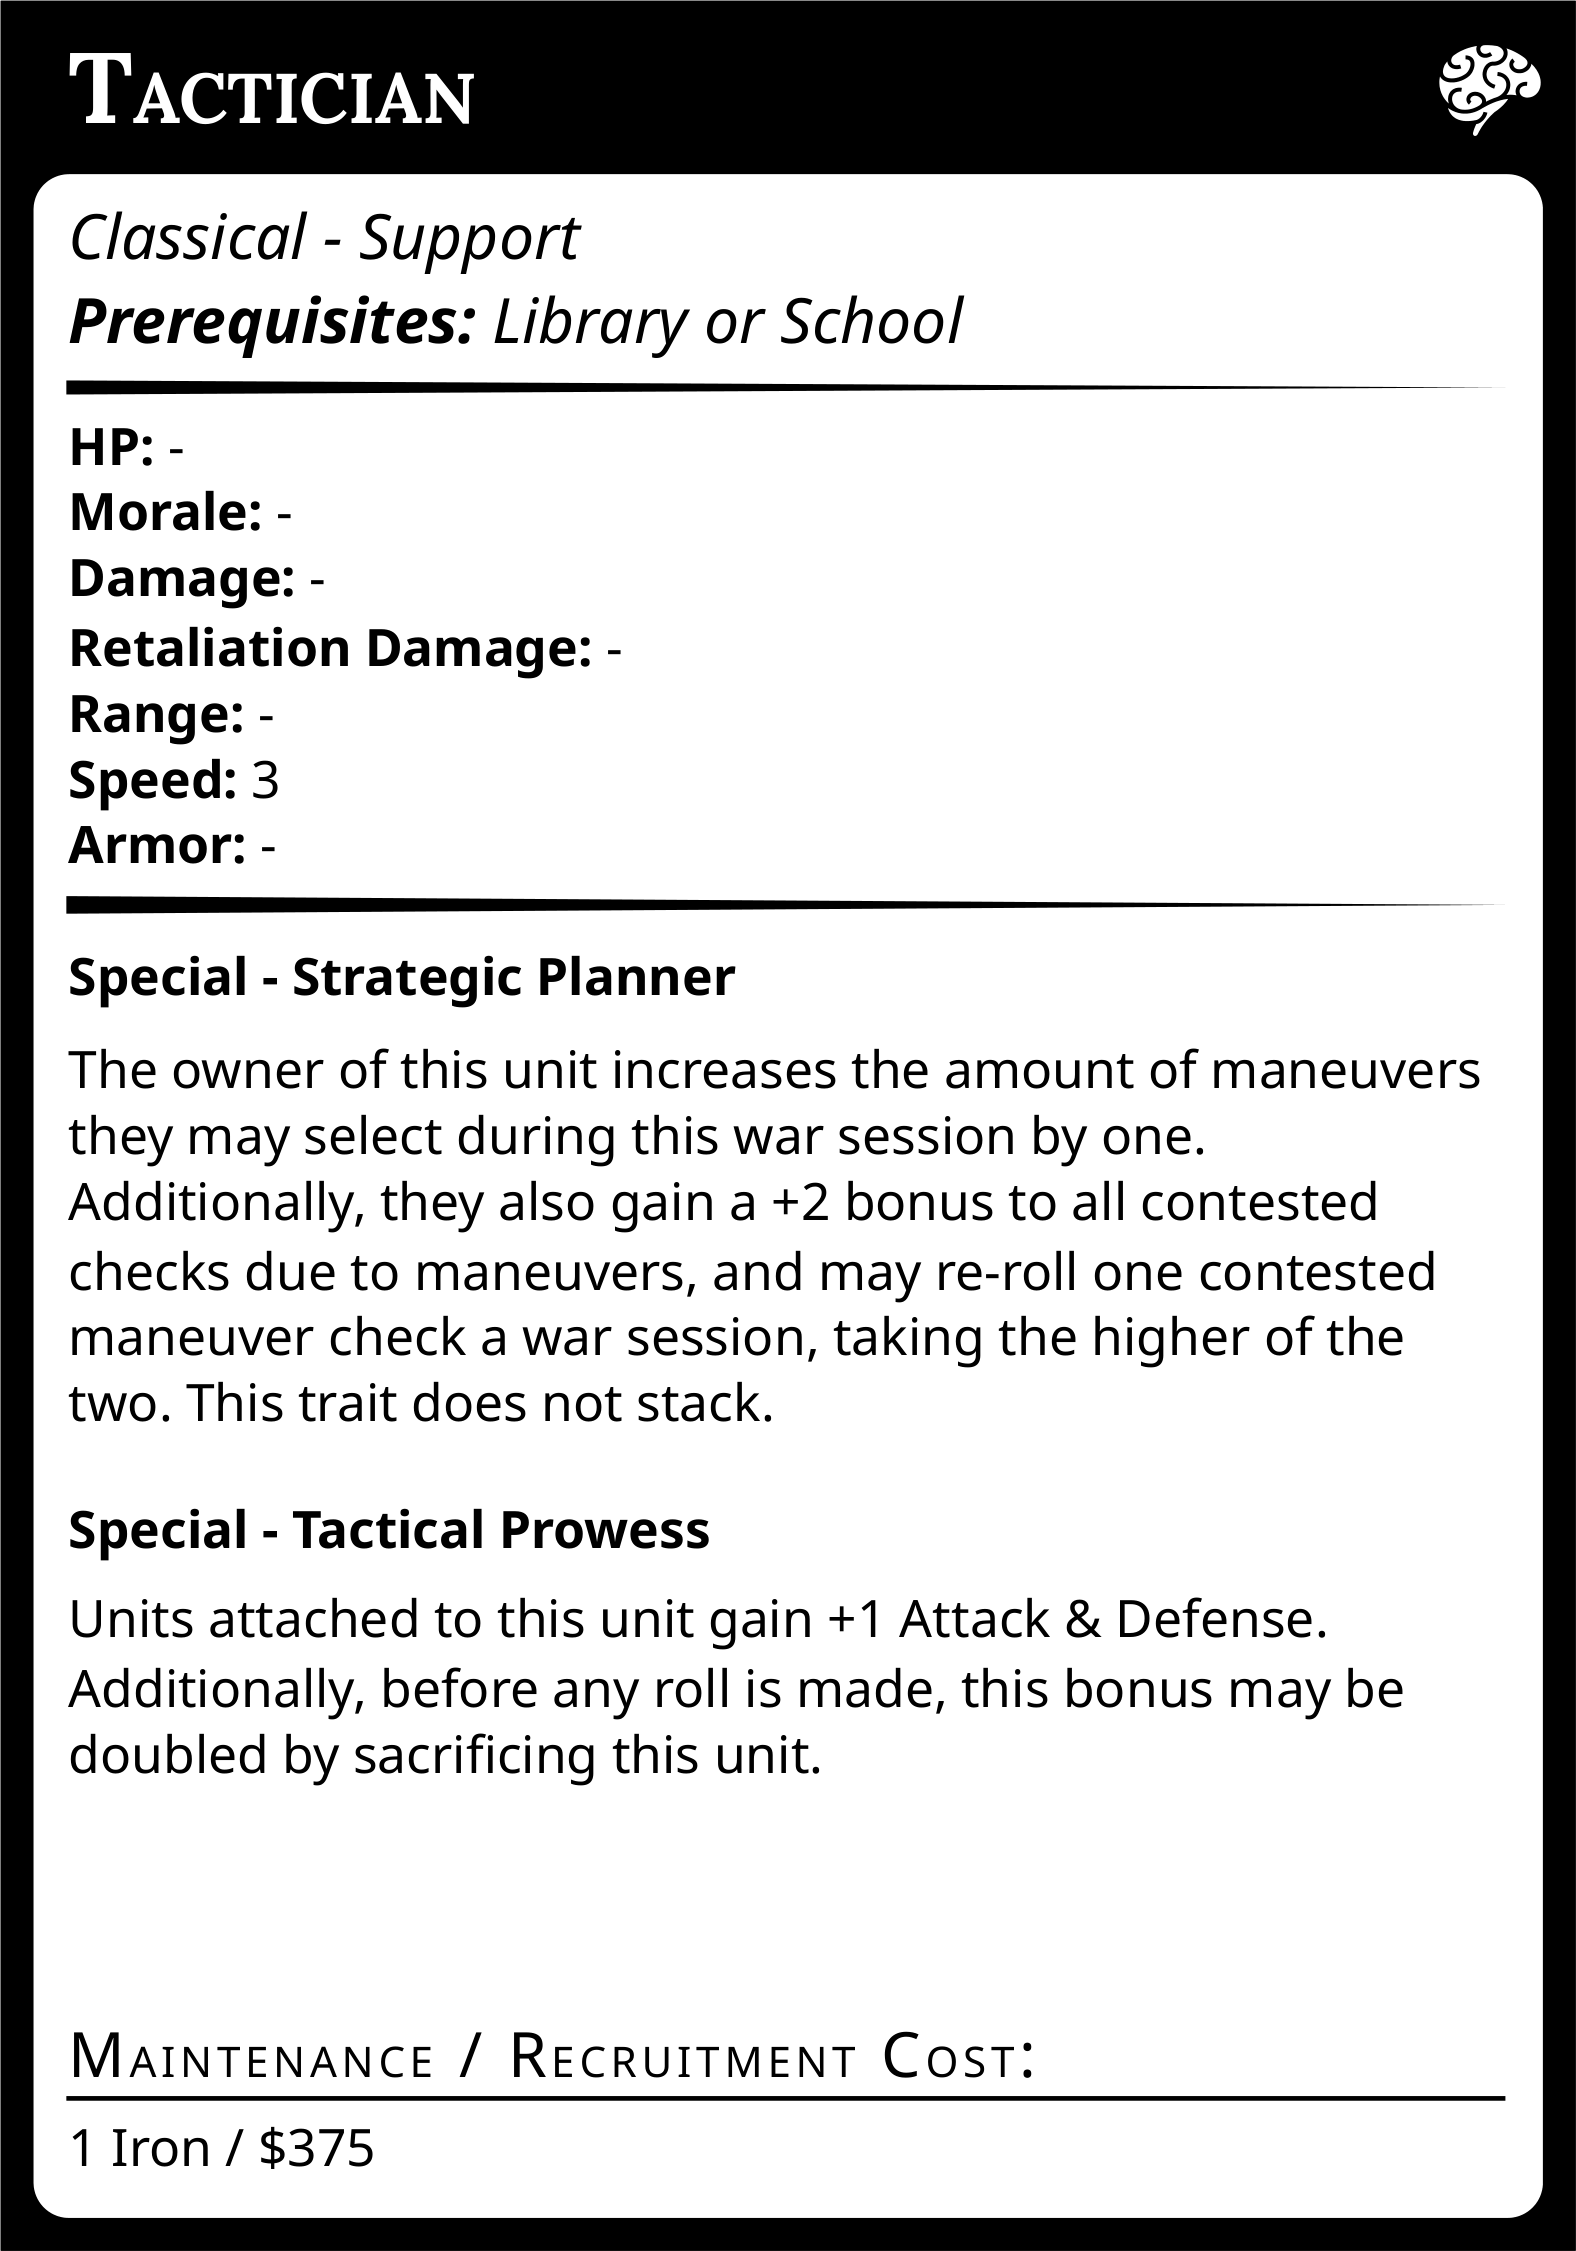 Tactician
Classical - Support
Prerequisites: Library or School
HP: -
Morale: -
Damage: -
Retaliation Damage: -
Range: -
Speed: 3
Armor: -
Special - Strategic Planner
The owner of this unit increases the amount of maneuvers
they may select during this war session by one.
Additionally, they also gain a +2 bonus to all contested
checks due to maneuvers, and may re-roll one contested
maneuver check a war session, taking the higher of the
two. This trait does not stack.
Special - Tactical Prowess
Units attached to this unit gain +1 Attack & Defense.
Additionally, before any roll is made, this bonus may be
doubled by sacrificing this unit.
Maintenance / Recruitment Cost:
1 Iron / $375